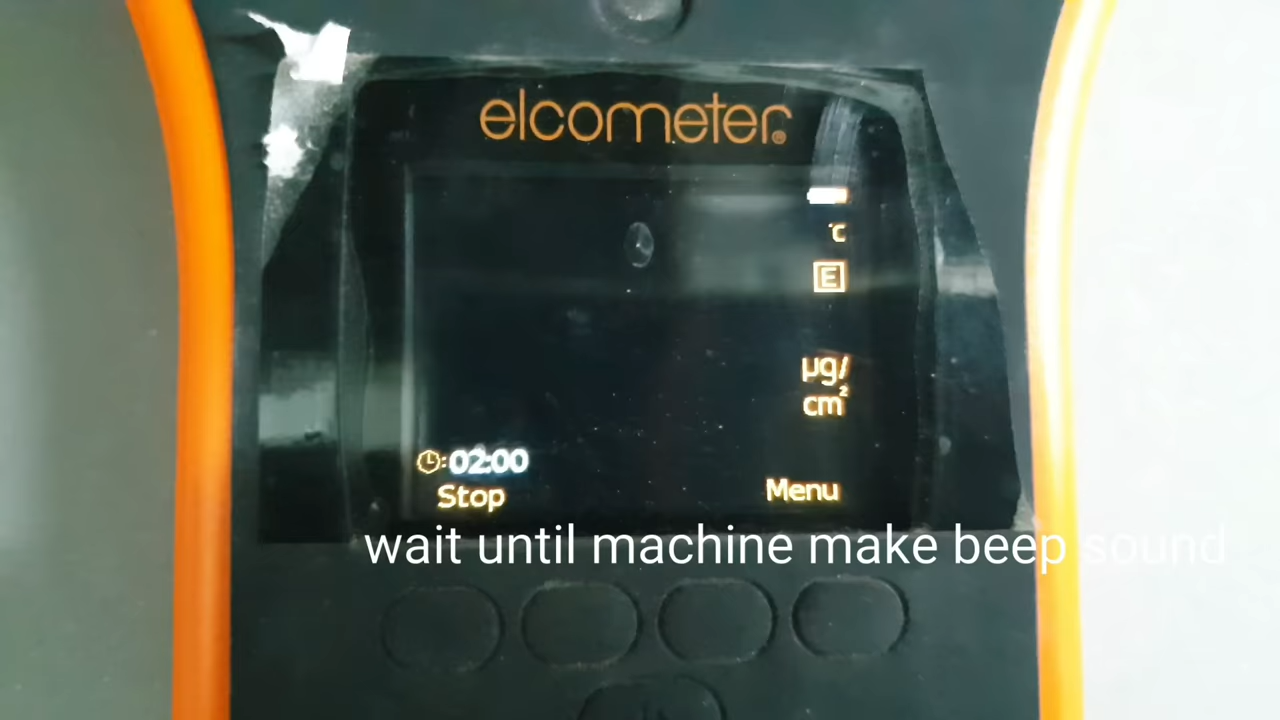 elcometer®
°C
E
µg/
cm²
:02:00
Stop
Menu
wait until machine make beep sound